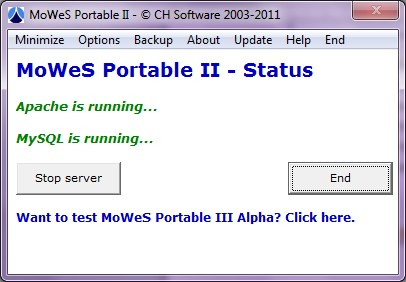 MoWeS Portable II - © CH Software 2003-2011
Minimize Options Backup About Update Help End
MoWeS Portable II - Status
Apache is running...
MySQL is running...
Stop server End
Want to test MoWeS Portable III Alpha? Click here.